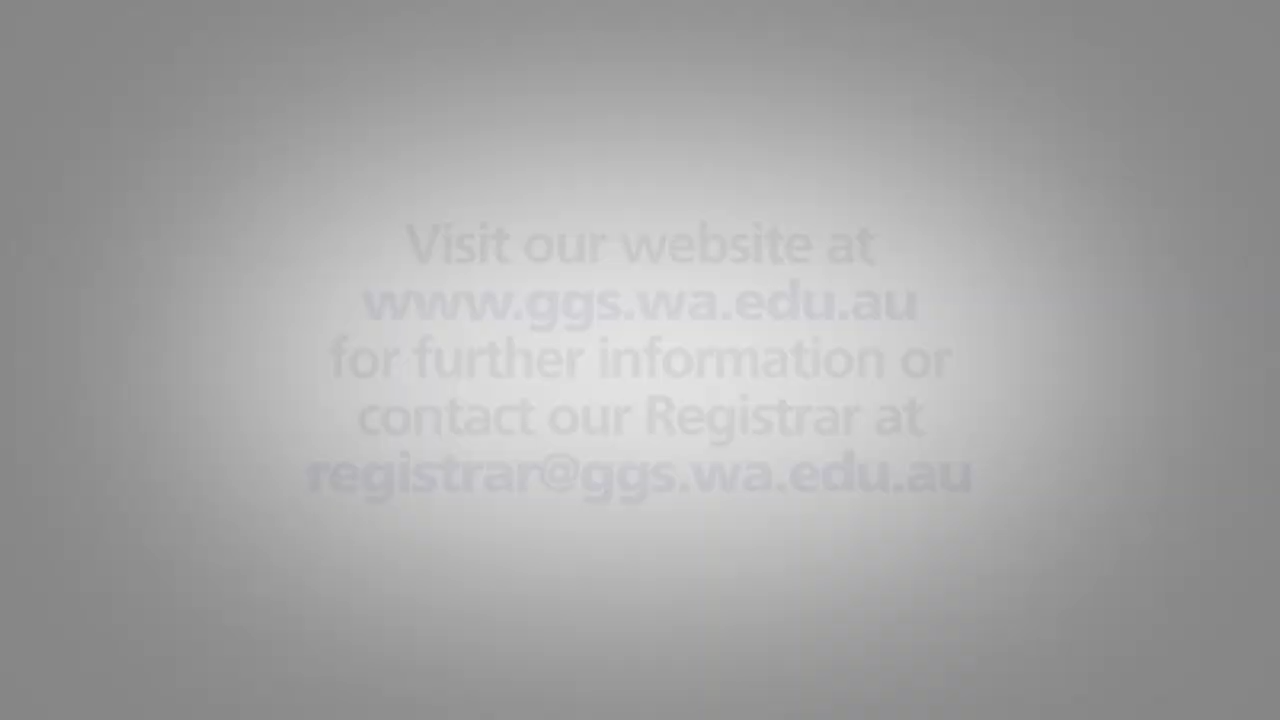 Visit our website at
www.ggs.wa.edu.au
for further information or
contact our Registrar at
registrar@ggs.wa.edu.au